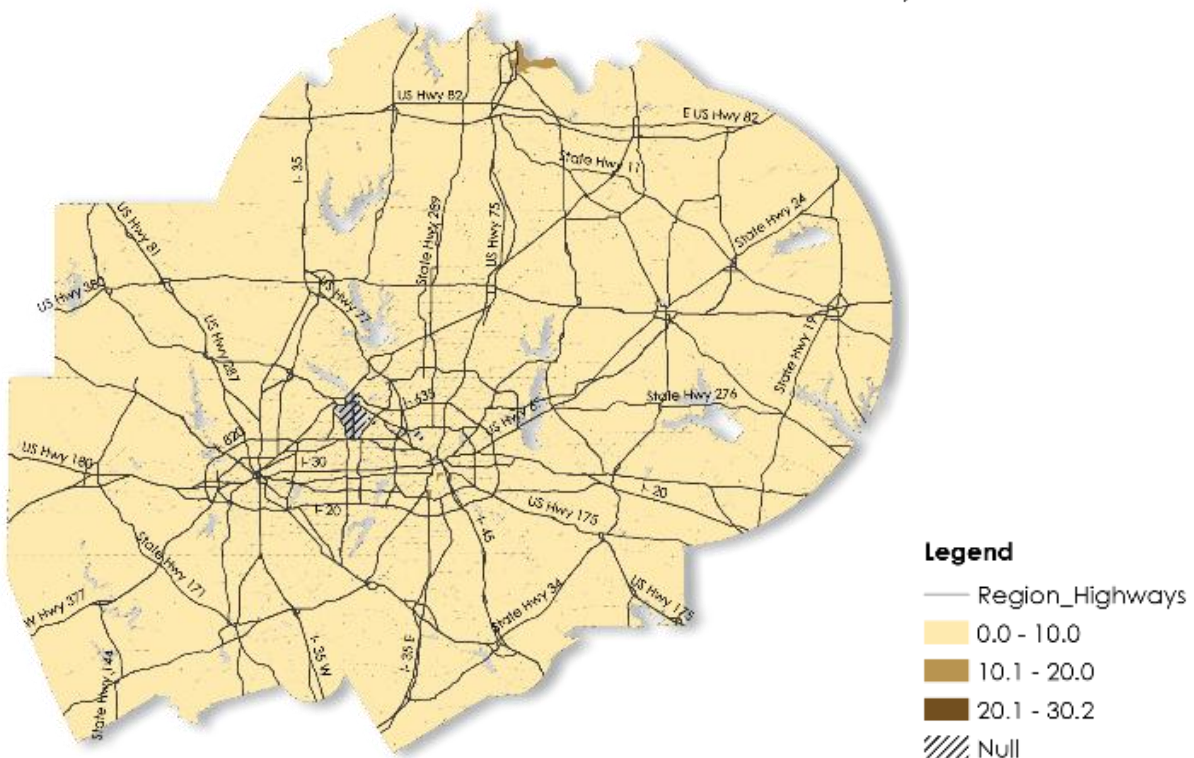 US Hwy 82
E US Hwy 82
State Hwy 11
I- 35
State Hwy 24
US Hwy 81
State Hwy 289
US Hwy 75
US Hwy 380
US Hwy 77
State Hwy 19
US Hwy 287
State Hwy 276
I- 635
US Hwy
I- 820
US Hwy 180
I- 30
I- 20
I- 20
US Hwy 175
I- 45
State Hwy 171
State Hwy 34
US Hwy 175
W Hwy 377
I- 35 W
I- 35 E
State Hwy 144
Legend
Region_Highways
0.0 - 10.0
10.1 - 20.0
20.1 - 30.2
Null